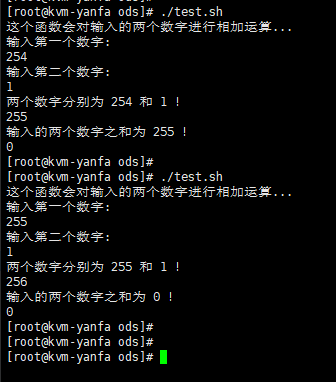 [root@kvm-yanfa ods]# ./test.sh
这个函数会对输入的两个数字进行相加运算...
输入第一个数字:
254
输入第二个数字:
1
两个数字分别为 254 和 1 !
255
输入的两个数字之和为 255 !
0
[root@kvm-yanfa ods]#
[root@kvm-yanfa ods]# ./test.sh
这个函数会对输入的两个数字进行相加运算...
输入第一个数字:
255
输入第二个数字:
1
两个数字分别为 255 和 1 !
256
输入的两个数字之和为 0 !
0
[root@kvm-yanfa ods]#
[root@kvm-yanfa ods]#
[root@kvm-yanfa ods]#